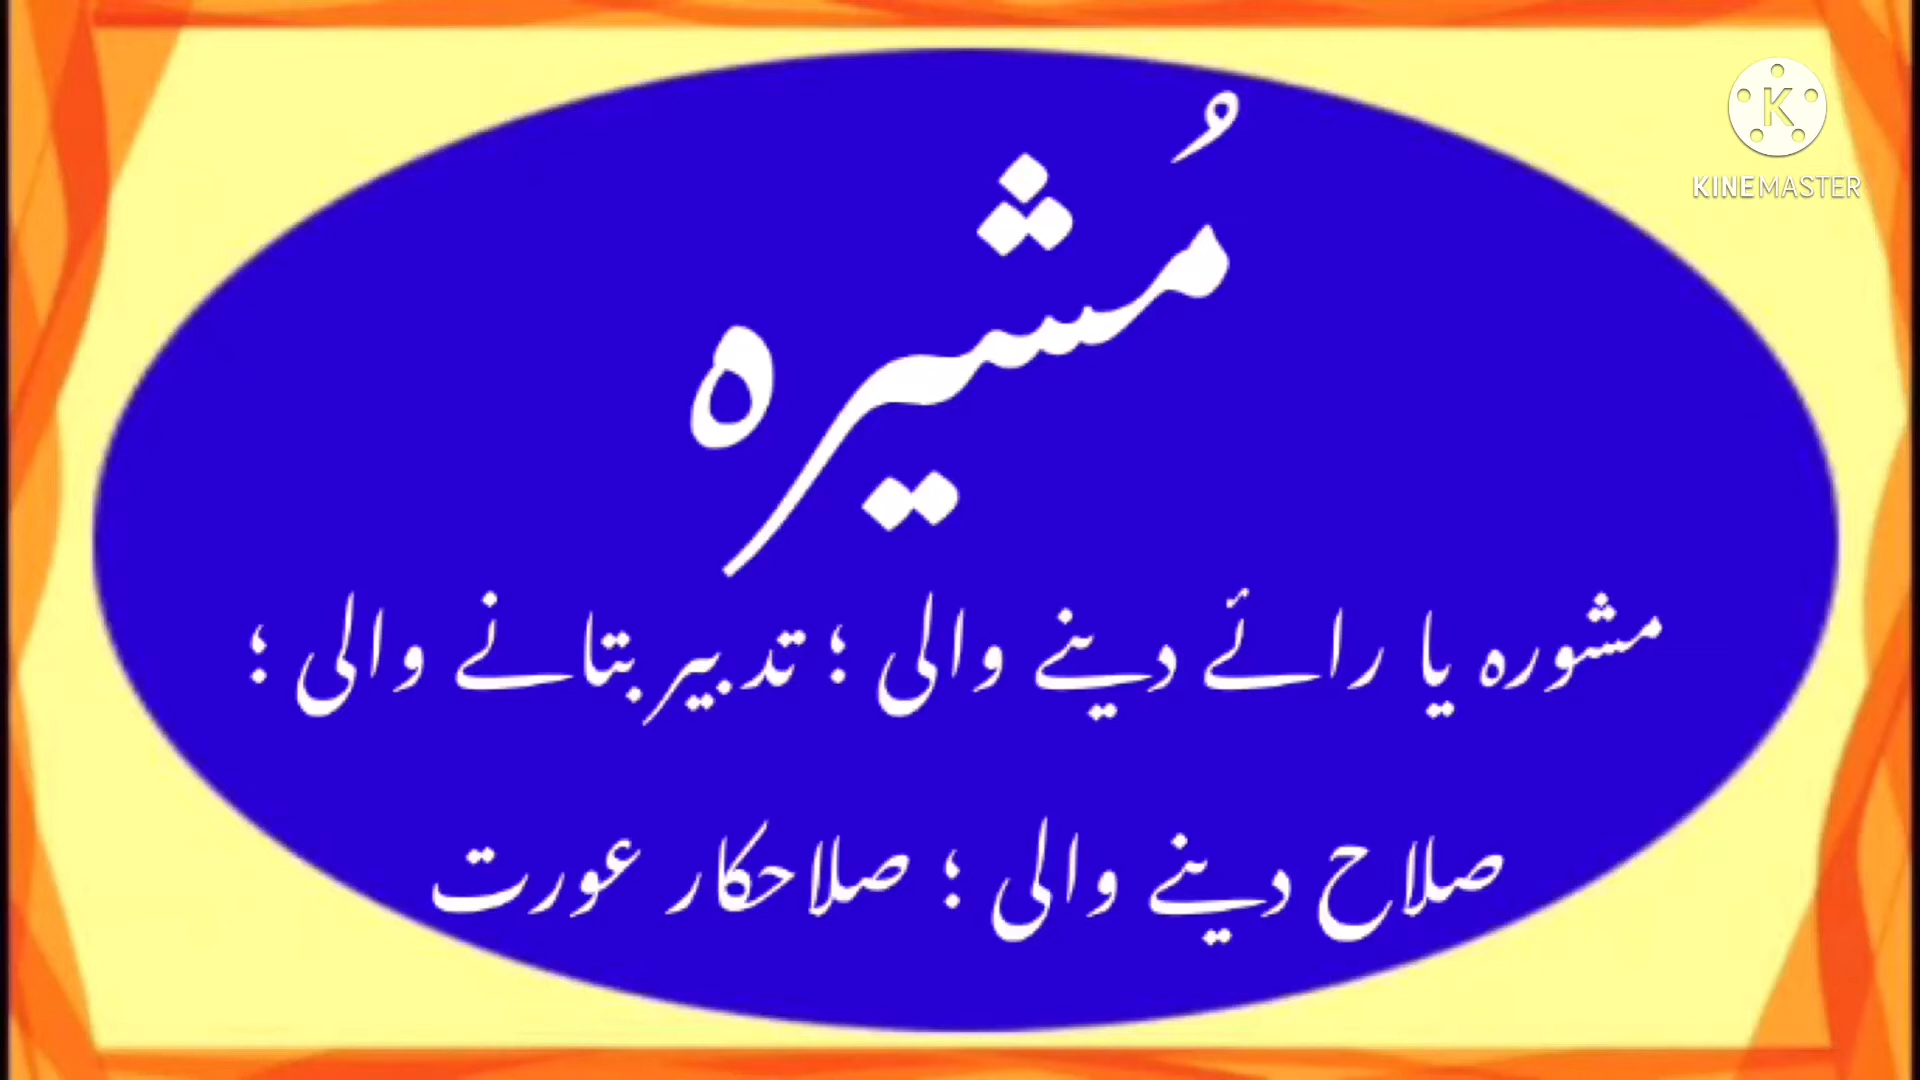 KINEMASTER
مُشیرہ
مشورہ یا رائے دینے والی ؛ تدبیر بتانے والی ؛
صلاح دینے والی ؛ صلاحکار عورت